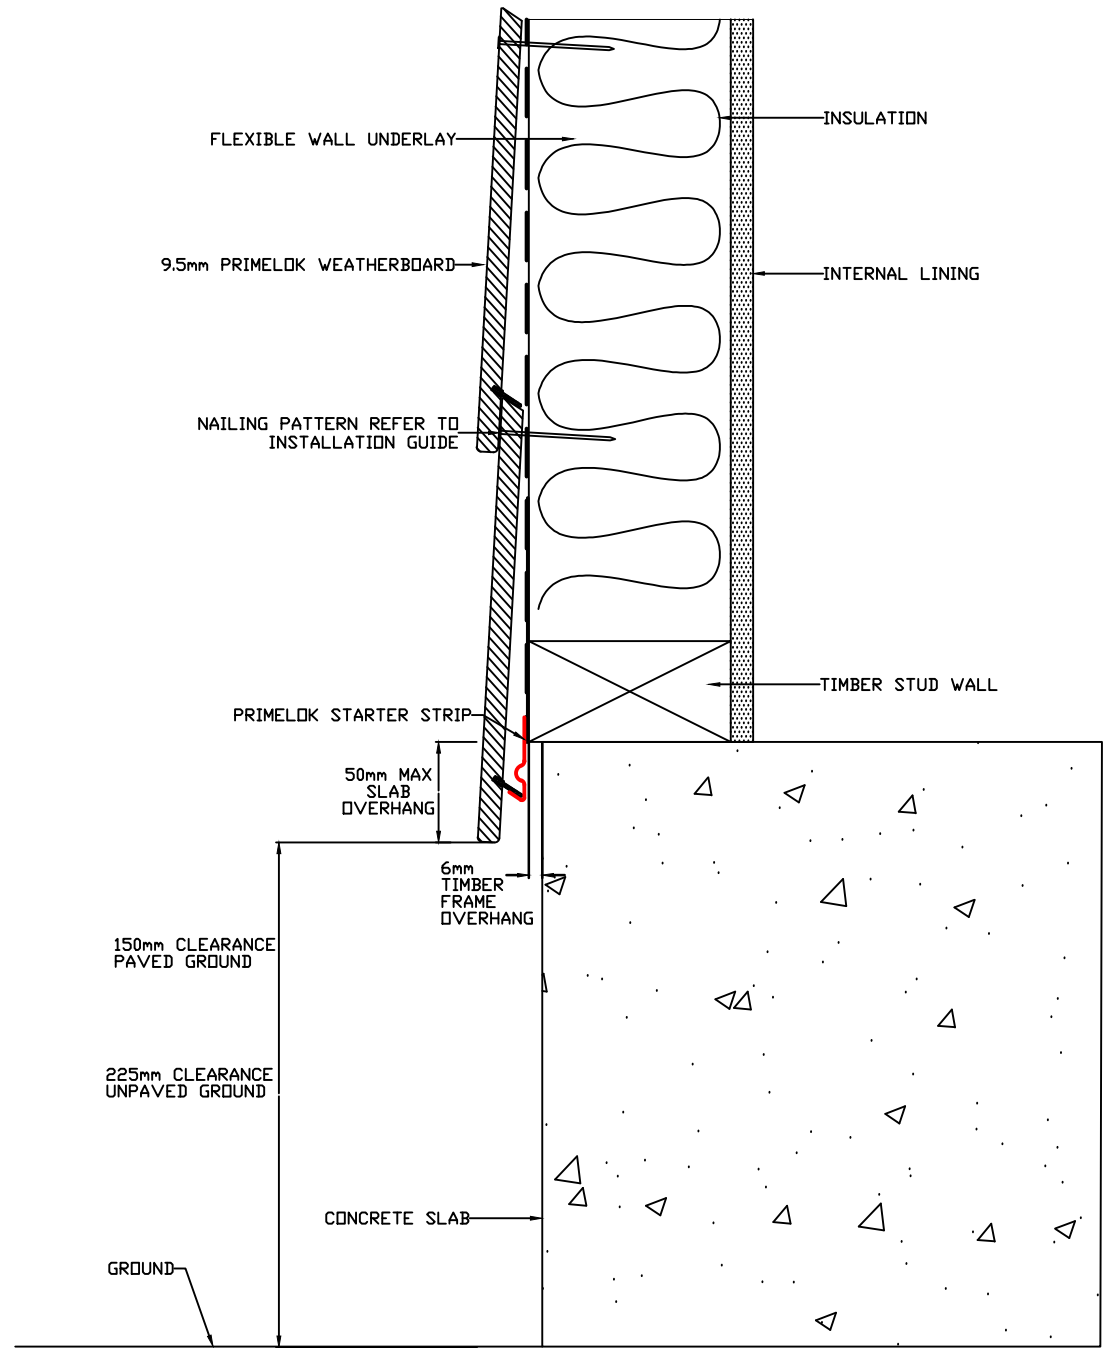 INSULATION
FLEXIBLE WALL UNDERLAY
9.5mm PRIMELOK WEATHERBOARD
INTERNAL LINING
NAILING PATTERN REFER TO
INSTALLATION GUIDE
TIMBER STUD WALL
PRIMELOK STARTER STRIP
50mm MAX
SLAB
OVERHANG
6mm
TIMBER
FRAME
OVERHANG
150mm CLEARANCE
PAVED GROUND
225mm CLEARANCE
UNPAVED GROUND
CONCRETE SLAB
GROUND